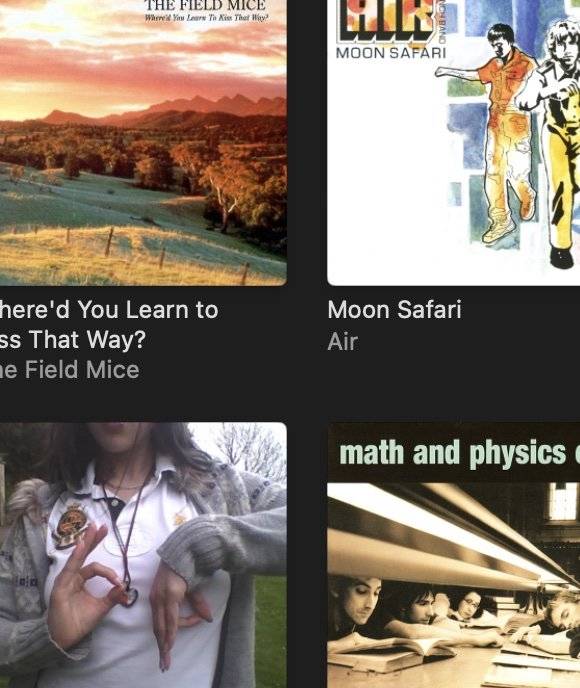 THE FIELD MICE
Where'd You Learn To Kiss That Way?
AIR
MOON SAFARI
here'd You Learn to
ss That Way?
e Field Mice
Moon Safari
Air
math and physics